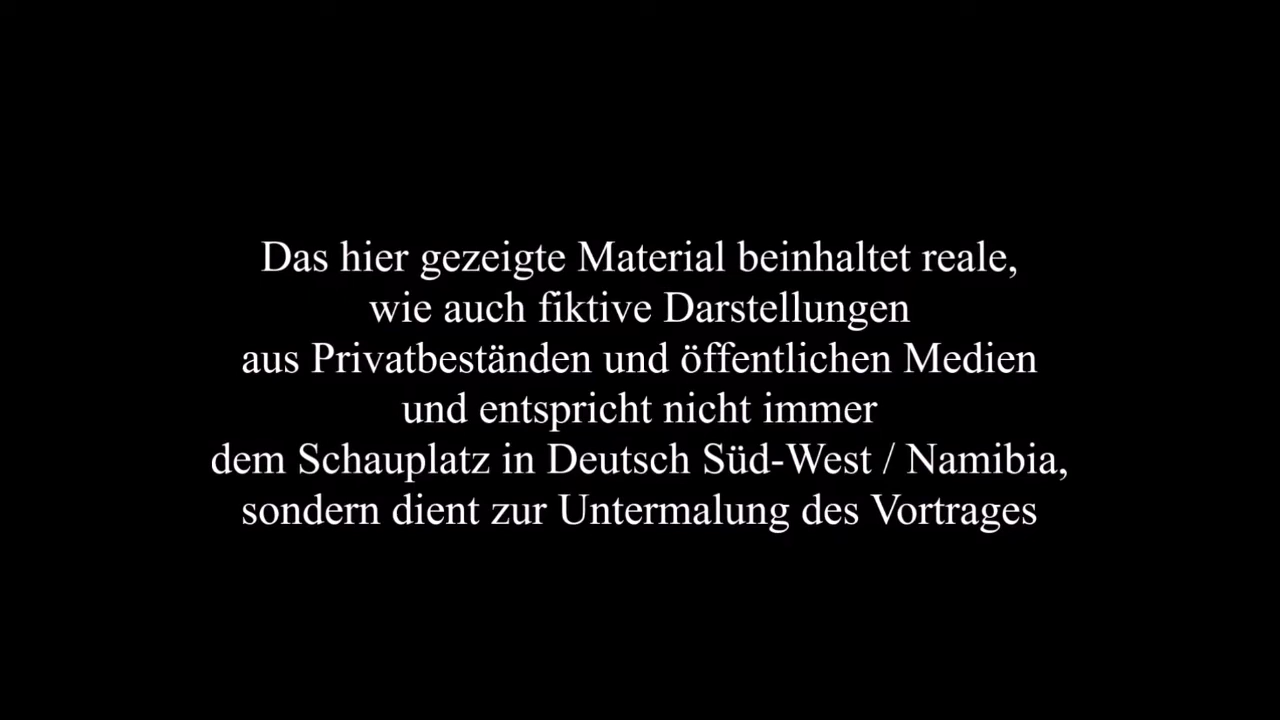 Das hier gezeigte Material beinhaltet reale,
wie auch fiktive Darstellungen
aus Privatbeständen und öffentlichen Medien
und entspricht nicht immer
dem Schauplatz in Deutsch Süd-West / Namibia,
sondern dient zur Untermalung des Vortrages